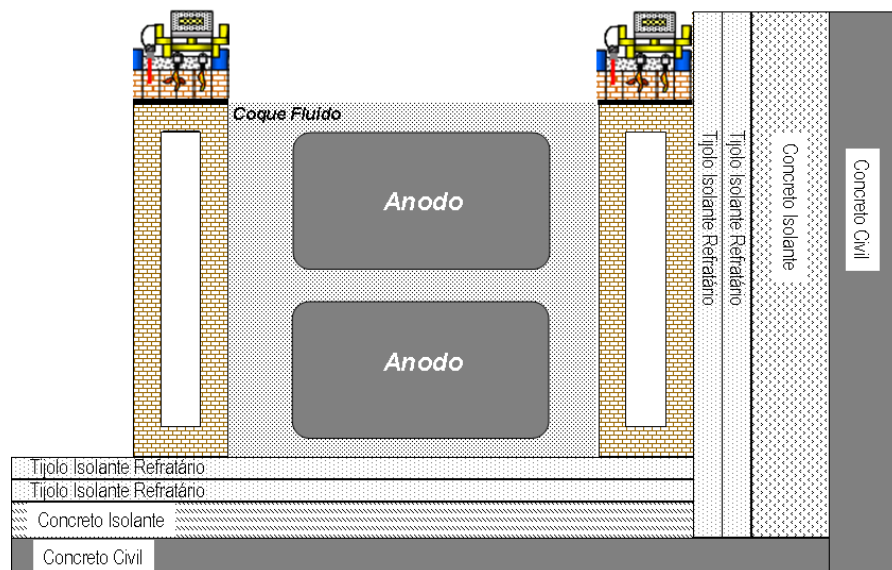 Coque Fluído
Anodo
Anodo
Tijolo Isolante Refratário
Tijolo Isolante Refratário
Concreto Isolante
Concreto Civil
Tijolo Isolante Refratário
Tijolo Isolante Refratário
Concreto Isolante
Concreto Civil